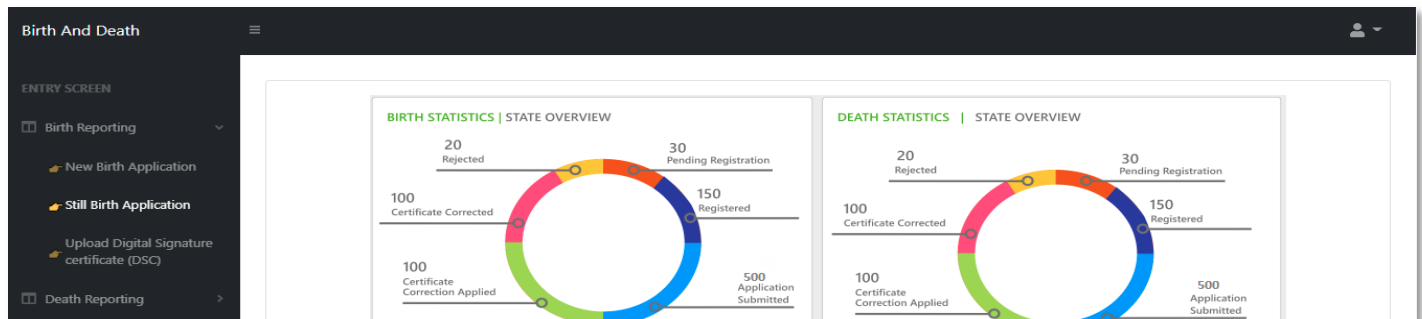 Birth And Death
ENTRY SCREEN
Birth Reporting
New Birth Application
Still Birth Application
Upload Digital Signature
certificate (DSC)
Death Reporting
BIRTH STATISTICS | STATE OVERVIEW
20
Rejected
30
Pending Registration
100
Certificate Corrected
150
Registered
100
Certificate
Correction Applied
500
Application
Submitted
DEATH STATISTICS | STATE OVERVIEW
20
Rejected
30
Pending Registration
100
Certificate Corrected
150
Registered
100
Certificate
Correction Applied
500
Application
Submitted